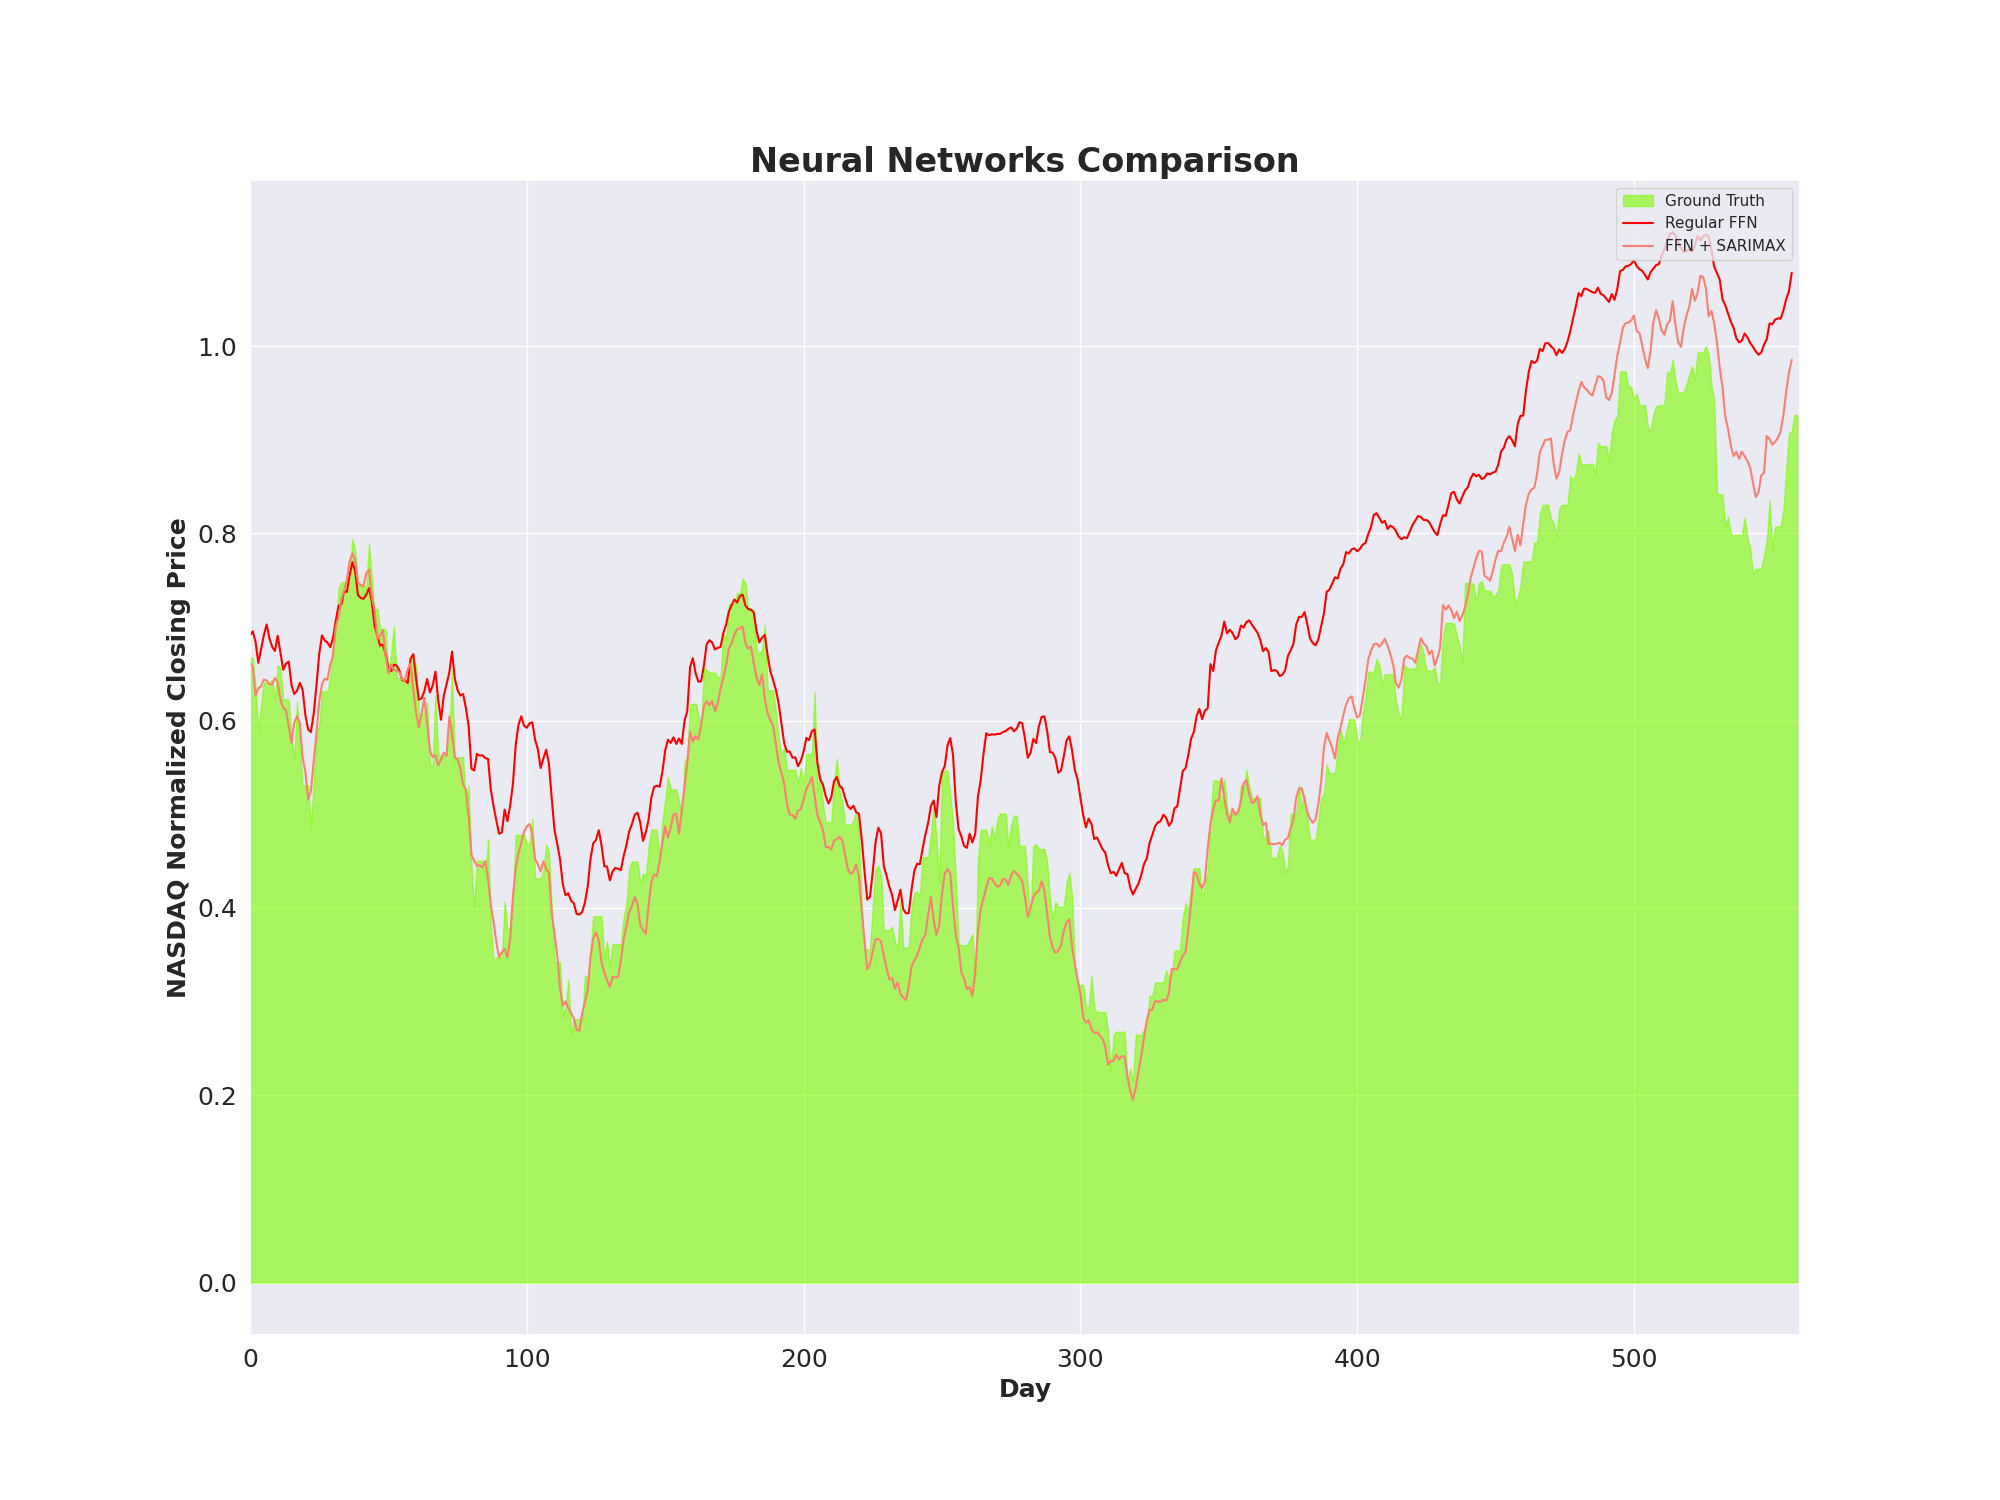 Neural Networks Comparison
Ground Truth
Regular FFN
FFN + SARIMAX
NASDAQ Normalized Closing Price
1.0
0.8
0.6
0.4
0.2
0.0
0 100 200 300 400 500
Day